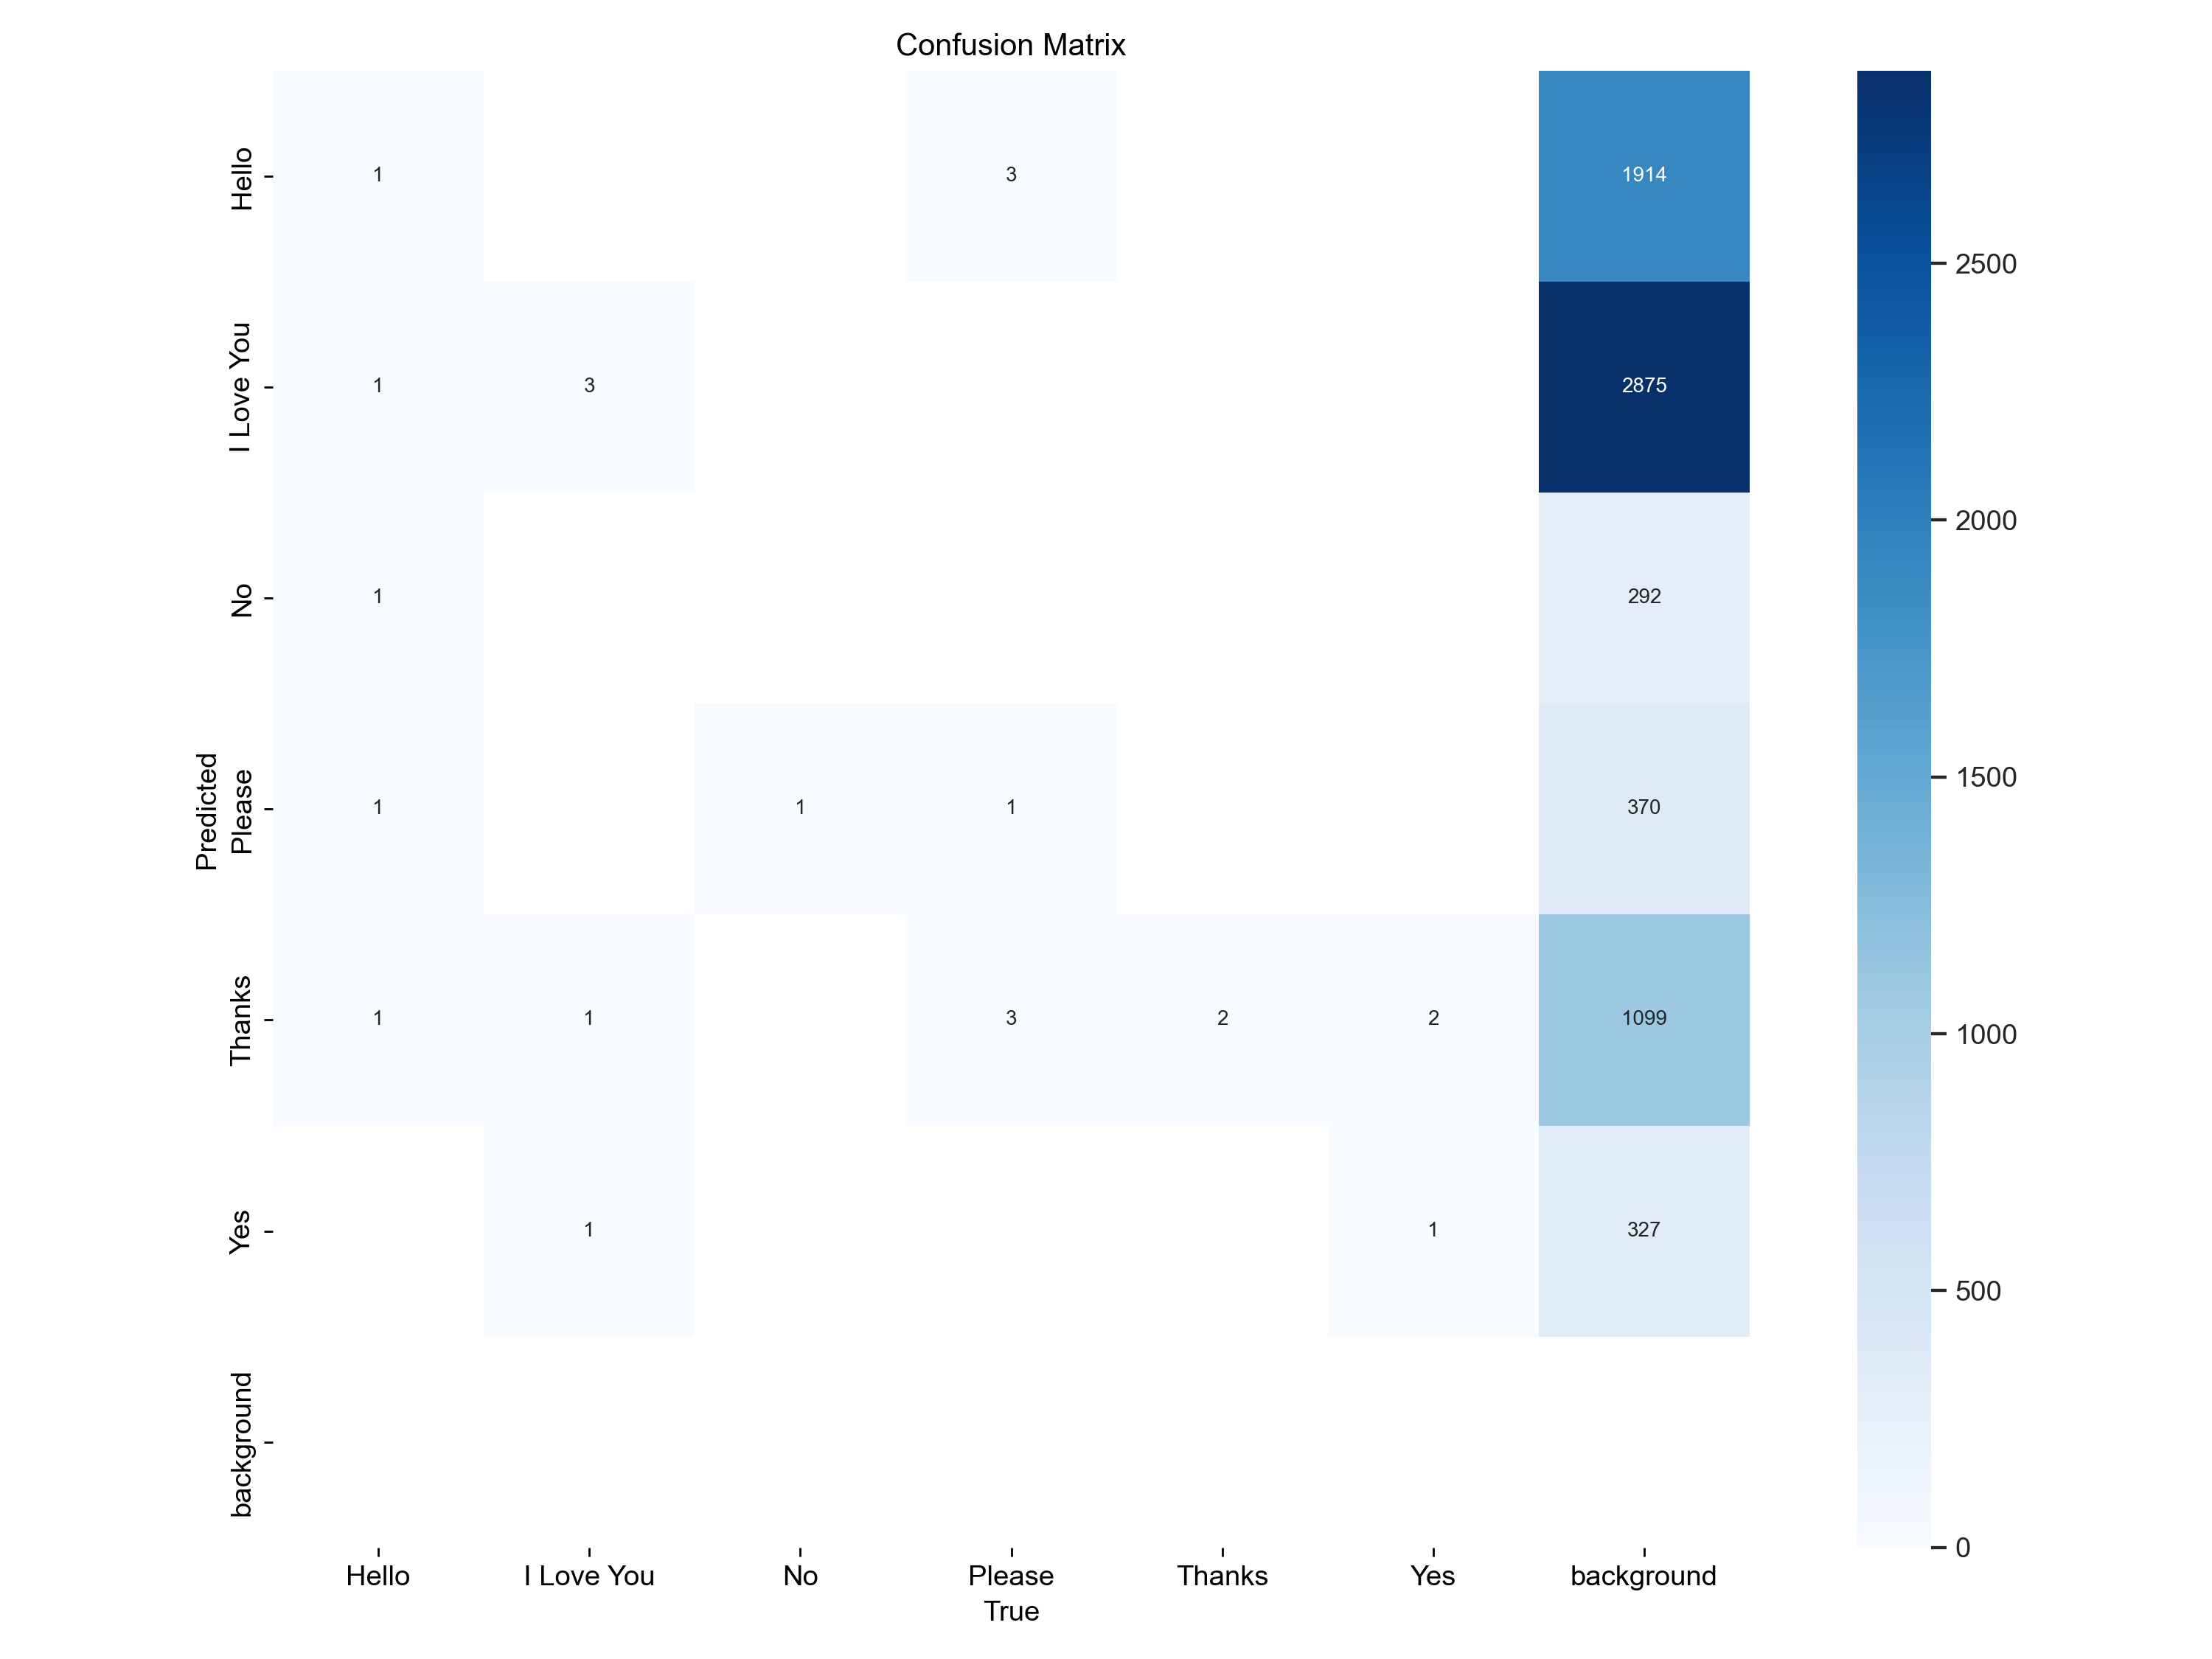 Confusion Matrix
Hello 1 3 1914
I Love You 1 3 2875
No 1 292
Predicted
Please 1 1 1 370
Thanks 1 1 3 2 2 1099
Yes 1 1 327
background
Hello I Love You No Please Thanks Yes background
True
2500
2000
1500
1000
500
0